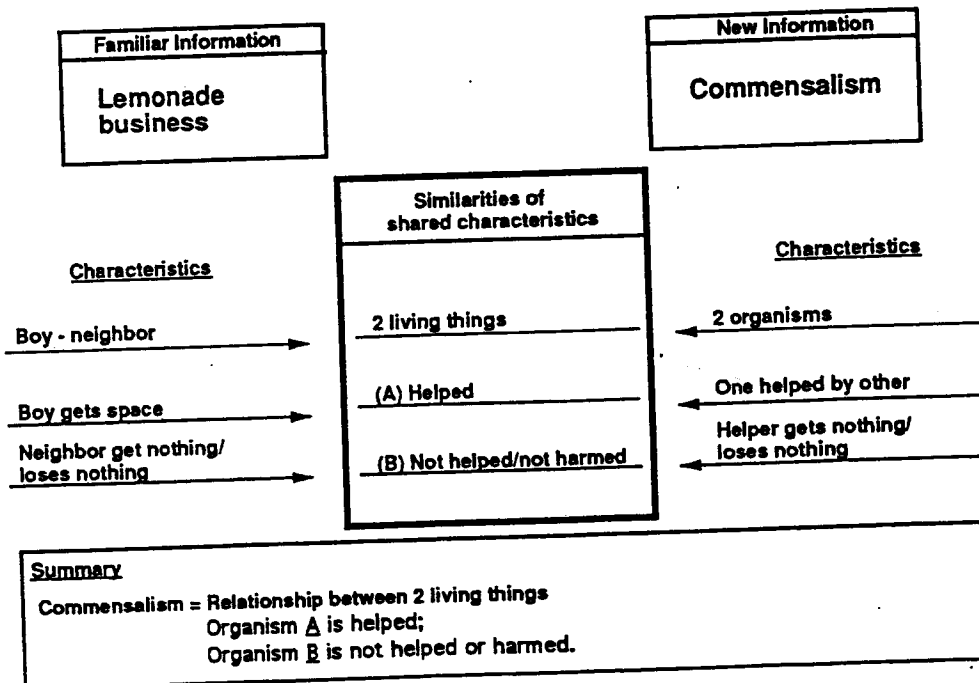 Familiar Information
Lemonade
business
New Information
Commensalism
Similarities of
shared characteristics
Characteristics
Boy - neighbor
Boy gets space
Neighbor get nothing/
loses nothing
2 living things
(A) Helped
(B) Not helped/not harmed
Characteristics
2 organisms
One helped by other
Helper gets nothing/
loses nothing
Summary
Commensalism = Relationship between 2 living things
Organism A is helped;
Organism B is not helped or harmed.